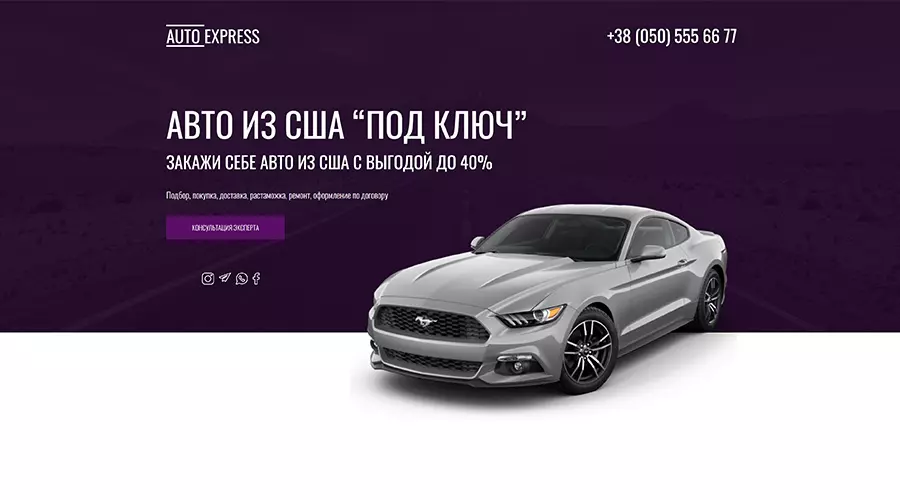 AUTO EXPRESS
+38 (050) 555 66 77
АВТО ИЗ США “ПОД КЛЮЧ”
ЗАКАЖИ СЕБЕ АВТО ИЗ США С ВЫГОДОЙ ДО 40%
Подбор, покупка, доставка, растаможка, ремонт, оформление по договору
КОНСУЛЬТАЦИЯ ЭКСПЕРТА